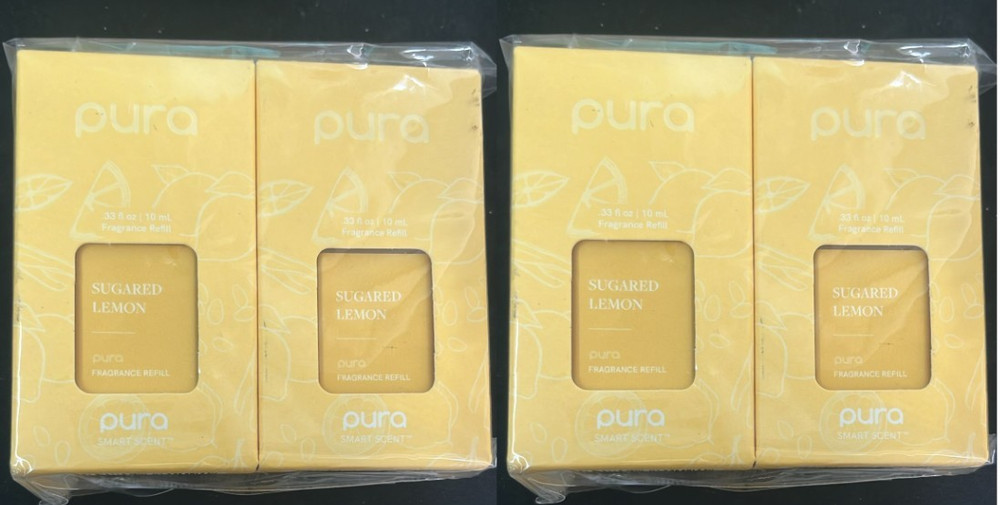 pura
.33 fl oz | 10 mL
Fragrance Refill
SUGARED
LEMON
pura
FRAGRANCE REFILL
pura
SMART SCENT™
pura
.33 fl oz | 10 mL
Fragrance Refill
SUGARED
LEMON
pura
FRAGRANCE REFILL
pura
SMART SCENT™
pura
.33 fl oz | 10 mL
Fragrance Refill
SUGARED
LEMON
pura
FRAGRANCE REFILL
pura
SMART SCENT™
pura
.33 fl oz | 10 mL
Fragrance Refill
SUGARED
LEMON
pura
FRAGRANCE REFILL
pura
SMART SCENT™